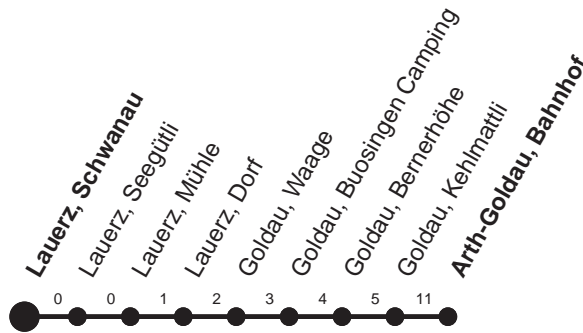 Lauerz, Schwanau
Lauerz, Seegütli
Lauerz, Mühle
Lauerz, Dorf
Goldau, Waage
Goldau, Buosingen Camping
Goldau, Bernerhöhe
Goldau, Kehlmattli
Arth-Goldau, Bahnhof
0 0 1 2 3 4 5 11